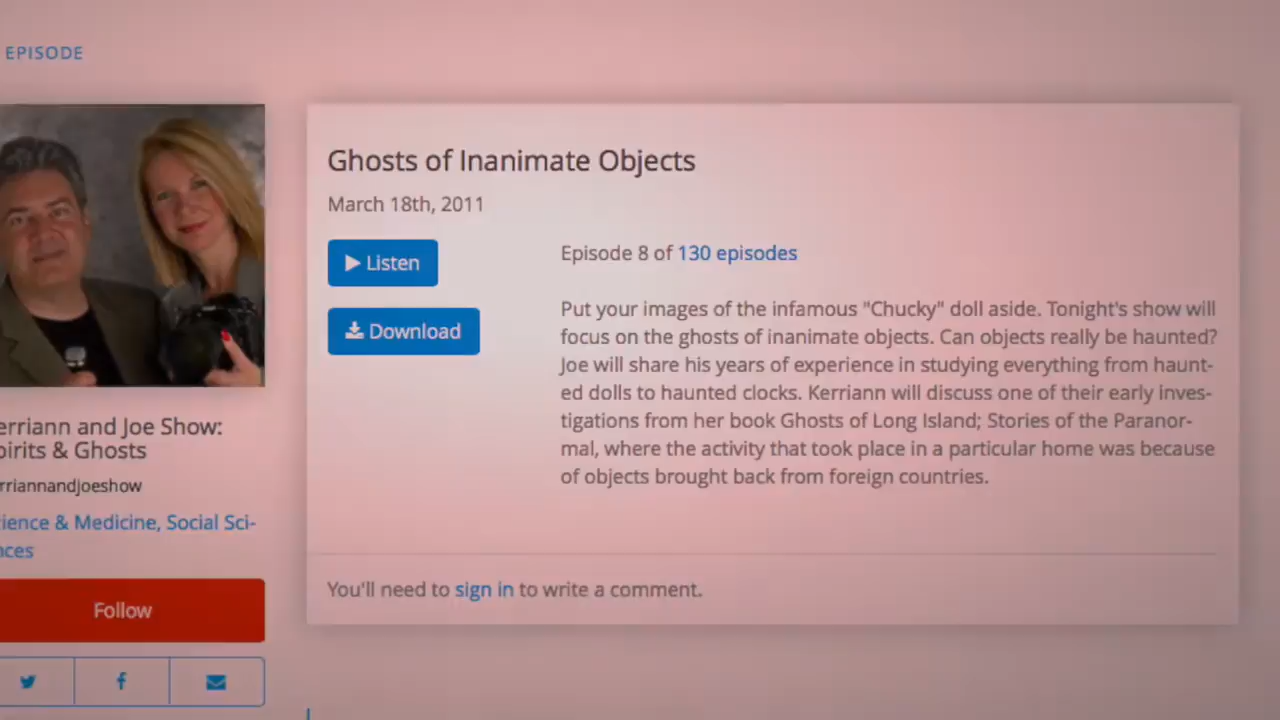 EPISODE
Ghosts of Inanimate Objects
March 18th, 2011
Listen
Download
Episode 8 of 130 episodes
Put your images of the infamous "Chucky" doll aside. Tonight's show will
focus on the ghosts of inanimate objects. Can objects really be haunted?
Joe will share his years of experience in studying everything from haunt-
ed dolls to haunted clocks. Kerriann will discuss one of their early inves-
tigations from her book Ghosts of Long Island; Stories of the Paranor-
mal, where the activity that took place in a particular home was because
of objects brought back from foreign countries.
You'll need to sign in to write a comment.
erriann and Joe Show:
pirits & Ghosts
rriannandjoeshow
ience & Medicine, Social Sci-
nces
Follow